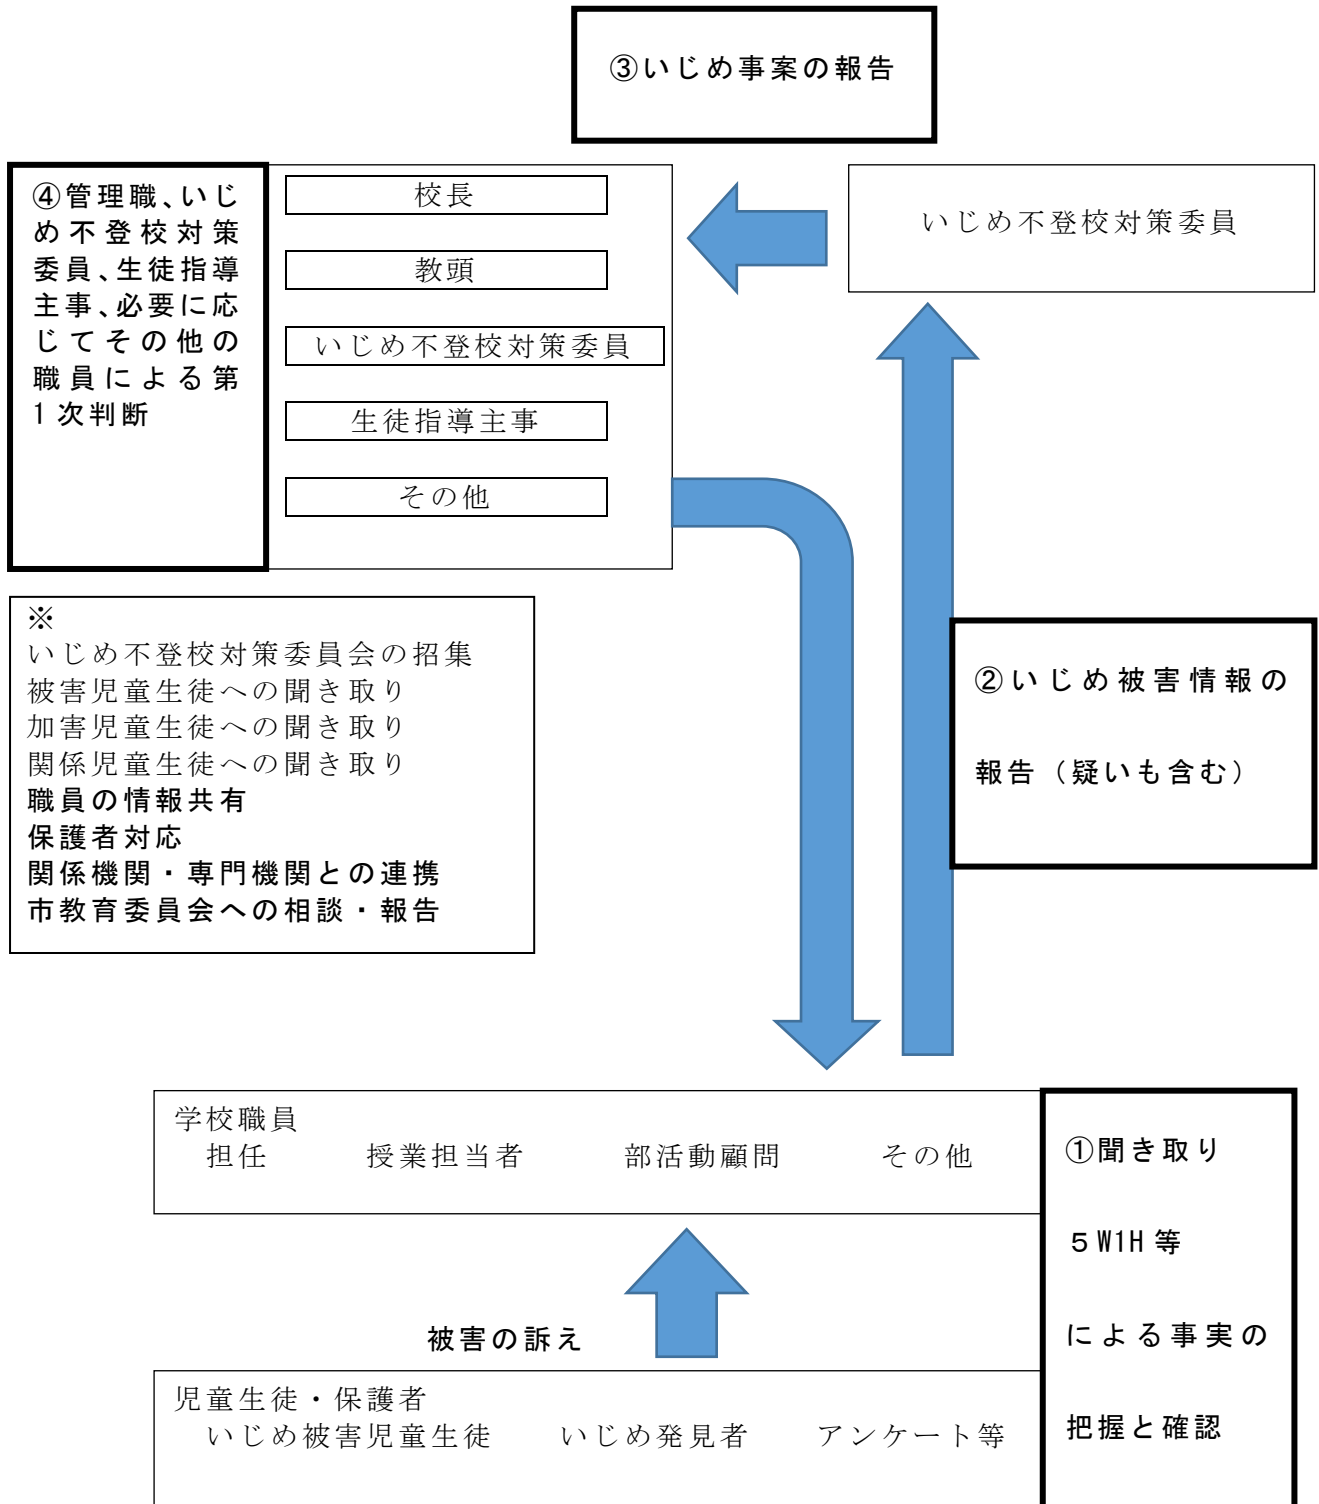 ③いじめ事案の報告
④管理職、いじ
め不登校対策
委員、生徒指導
主事、必要に応
じてその他の
職員による第
1次判断
校長
教頭
いじめ不登校対策委員
生徒指導主事
その他
いじめ不登校対策委員
※
いじめ不登校対策委員会の招集
被害児童生徒への聞き取り
加害児童生徒への聞き取り
関係児童生徒への聞き取り
職員の情報共有
保護者対応
関係機関・専門機関との連携
市教育委員会への相談・報告
②いじめ被害情報の
報告（疑いも含む）
学校職員
担任 授業担当者 部活動顧問 その他
①聞き取り
５W1H等
による事実の
把握と確認
被害の訴え
児童生徒・保護者
いじめ被害児童生徒 いじめ発見者 アンケート等